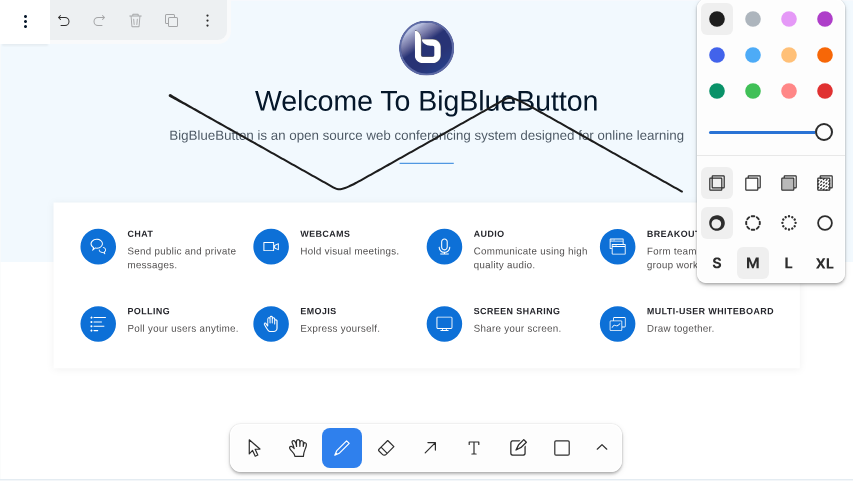 Welcome To BigBlueButton
BigBlueButton is an open source web conferencing system designed for online learning
CHAT
Send public and private
messages.
WEBCAMS
Hold visual meetings.
AUDIO
Communicate using high
quality audio.
BREAKOUT
Form team
group work
POLLING
Poll your users anytime.
EMOJIS
Express yourself.
SCREEN SHARING
Share your screen.
MULTI-USER WHITEBOARD
Draw together.
S M L XL